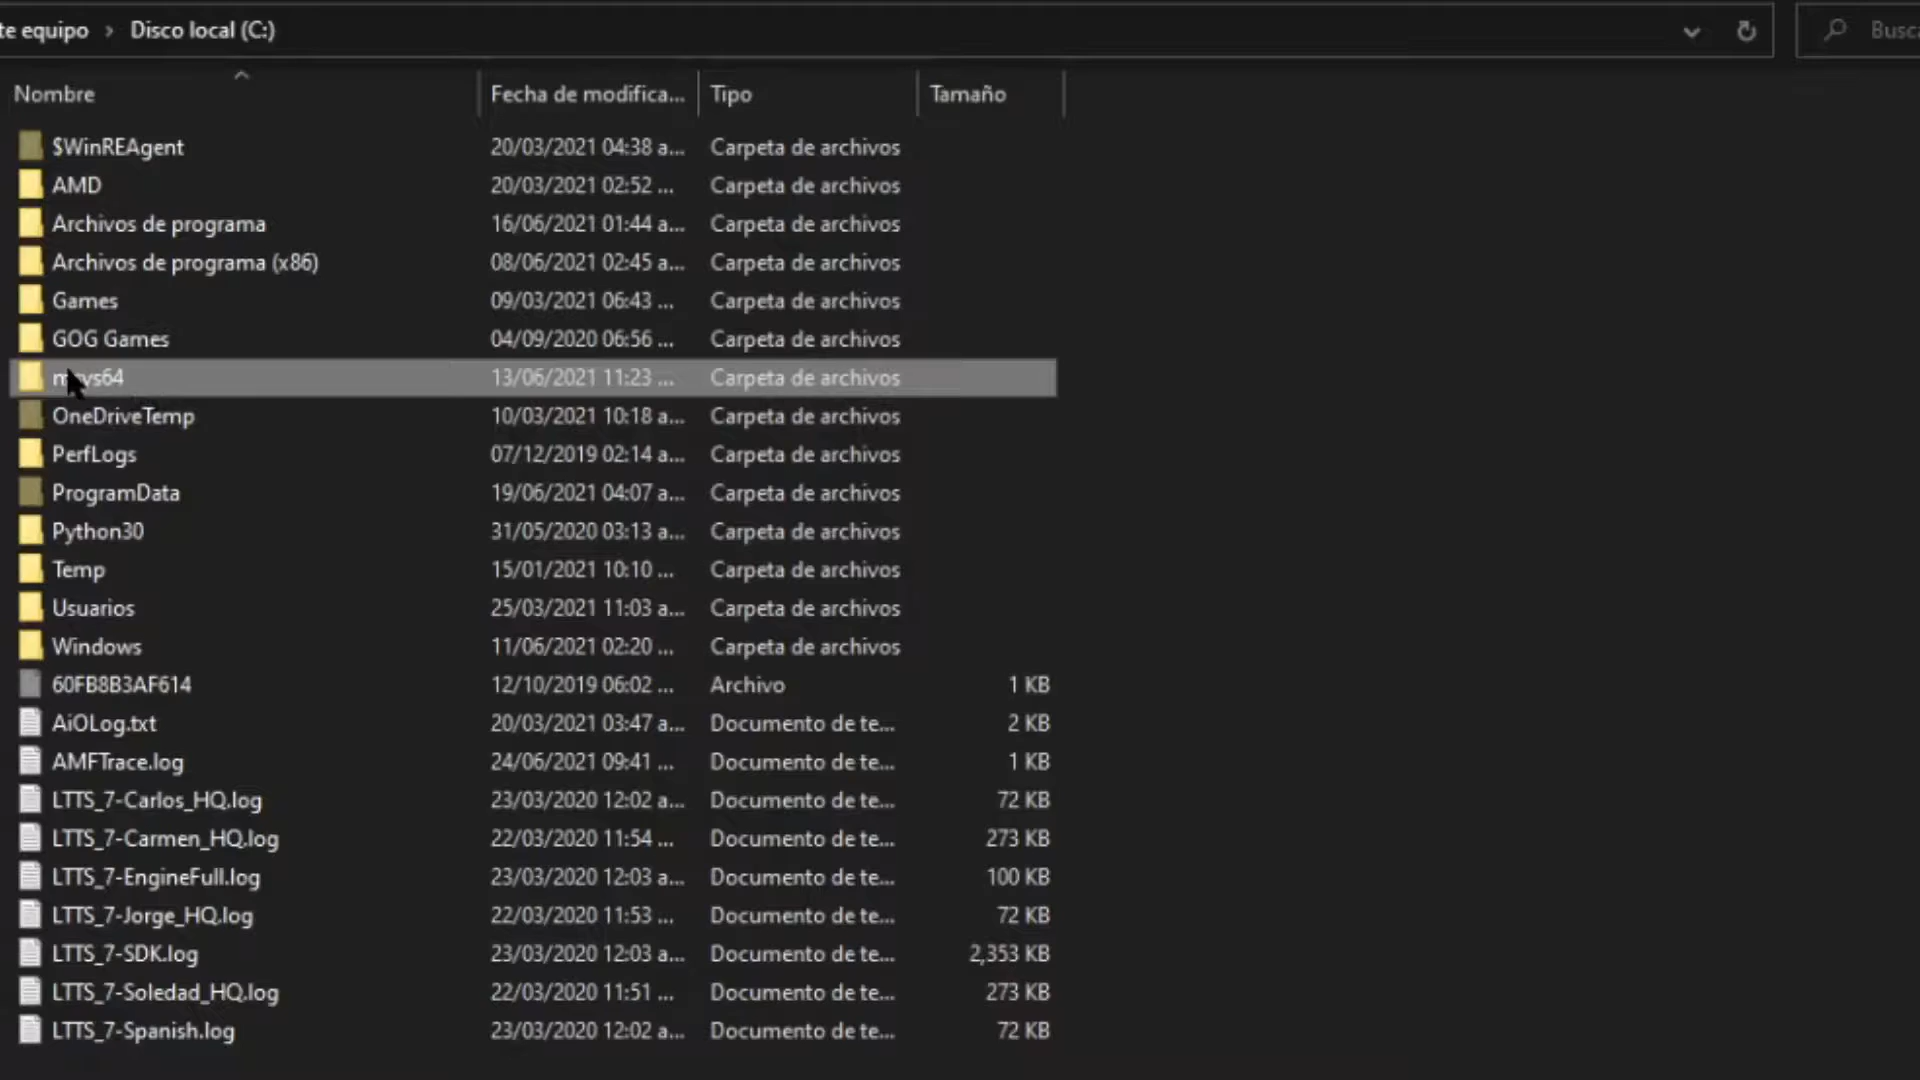 te equipo > Disco local (C:) Busc
Nombre Fecha de modifica... Tipo Tamaño
$WinREAgent 20/03/2021 04:38 a... Carpeta de archivos
AMD 20/03/2021 02:52 ... Carpeta de archivos
Archivos de programa 16/06/2021 01:44 a... Carpeta de archivos
Archivos de programa (x86) 08/06/2021 02:45 a... Carpeta de archivos
Games 09/03/2021 06:43 ... Carpeta de archivos
GOG Games 04/09/2020 06:56 ... Carpeta de archivos
msys64 13/06/2021 11:23 ... Carpeta de archivos
OneDriveTemp 10/03/2021 10:18 a... Carpeta de archivos
PerfLogs 07/12/2019 02:14 a... Carpeta de archivos
ProgramData 19/06/2021 04:07 a... Carpeta de archivos
Python30 31/05/2020 03:13 a... Carpeta de archivos
Temp 15/01/2021 10:10 ... Carpeta de archivos
Usuarios 25/03/2021 11:03 a... Carpeta de archivos
Windows 11/06/2021 02:20 ... Carpeta de archivos
60FB8B3AF614 12/10/2019 06:02 ... Archivo 1 KB
AiOLog.txt 20/03/2021 03:47 a... Documento de te... 2 KB
AMFTrace.log 24/06/2021 09:41 ... Documento de te... 1 KB
LTTS_7-Carlos_HQ.log 23/03/2020 12:02 a... Documento de te... 72 KB
LTTS_7-Carmen_HQ.log 22/03/2020 11:54 ... Documento de te... 273 KB
LTTS_7-EngineFull.log 23/03/2020 12:03 a... Documento de te... 100 KB
LTTS_7-Jorge_HQ.log 22/03/2020 11:53 ... Documento de te... 72 KB
LTTS_7-SDK.log 23/03/2020 12:03 a... Documento de te... 2,353 KB
LTTS_7-Soledad_HQ.log 22/03/2020 11:51 ... Documento de te... 273 KB
LTTS_7-Spanish.log 23/03/2020 12:02 a... Documento de te... 72 KB